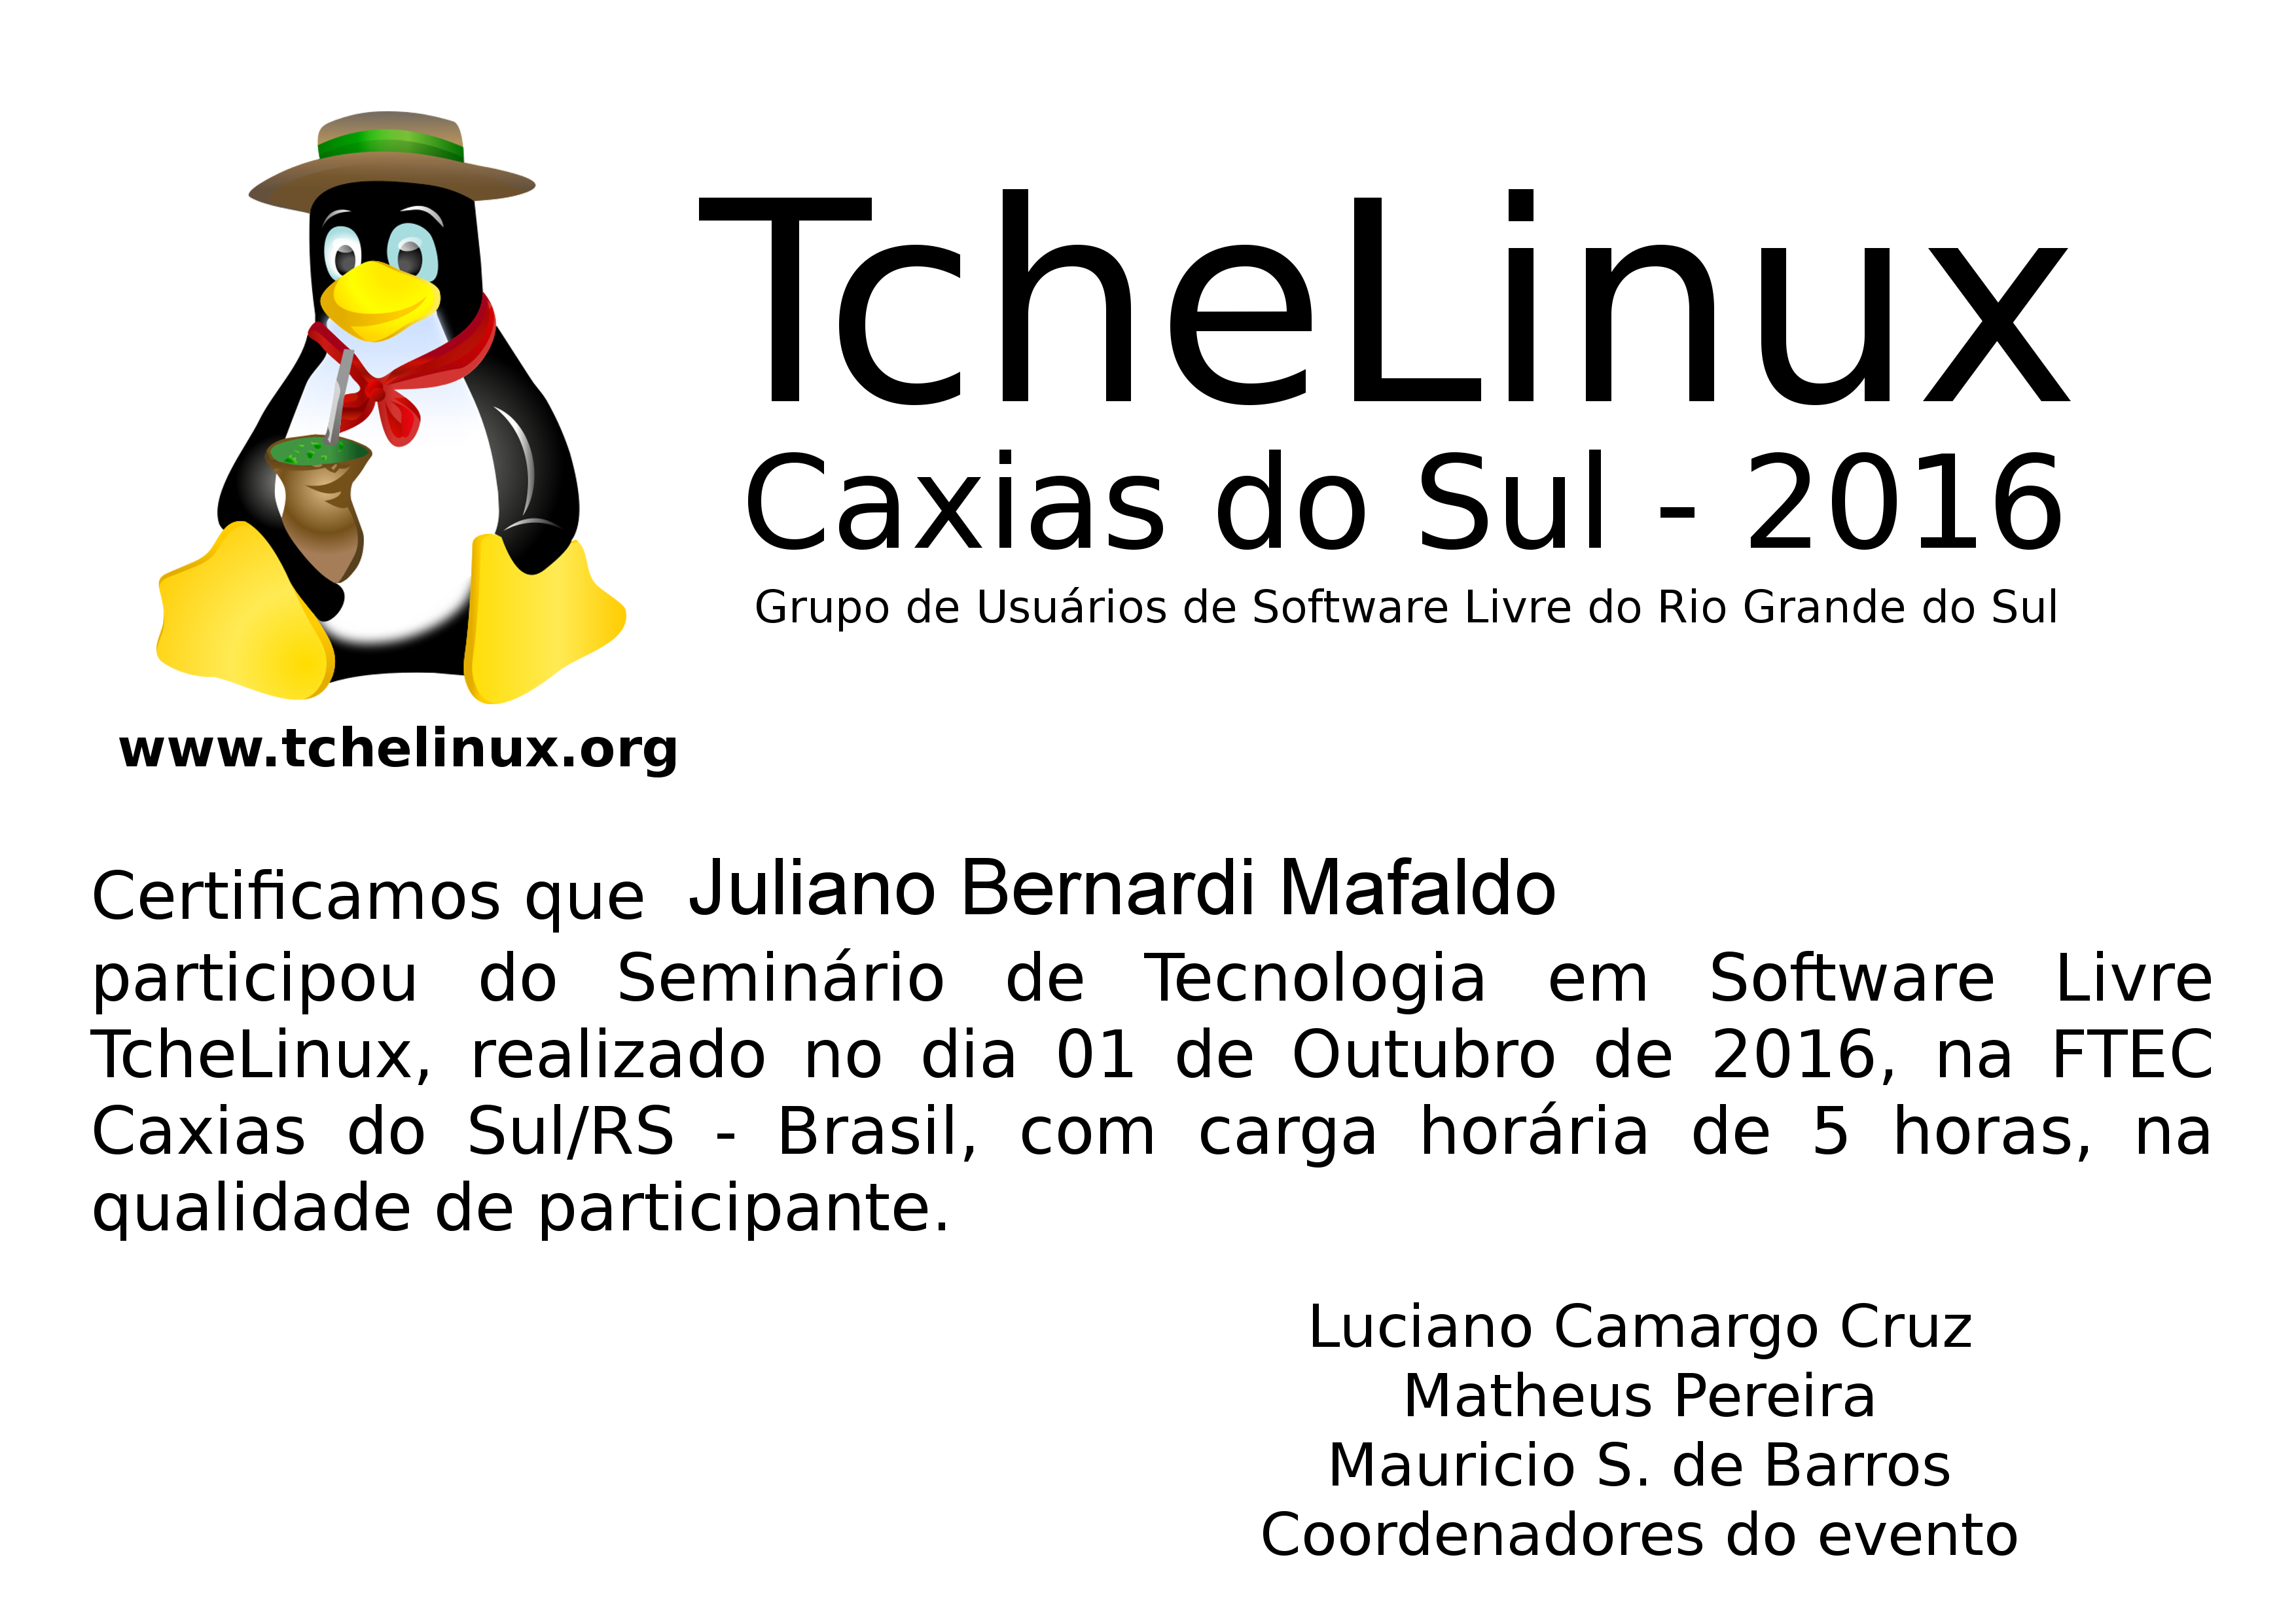 TcheLinux
Caxias do Sul - 2016
Grupo de Usuários de Software Livre do Rio Grande do Sul
www.tchelinux.org
Certificamos que Juliano Bernardi Mafaldo
participou do Seminário de Tecnologia em Software Livre
TcheLinux, realizado no dia 01 de Outubro de 2016, na FTEC
Caxias do Sul/RS - Brasil, com carga horária de 5 horas, na
qualidade de participante.
Luciano Camargo Cruz
Matheus Pereira
Mauricio S. de Barros
Coordenadores do evento